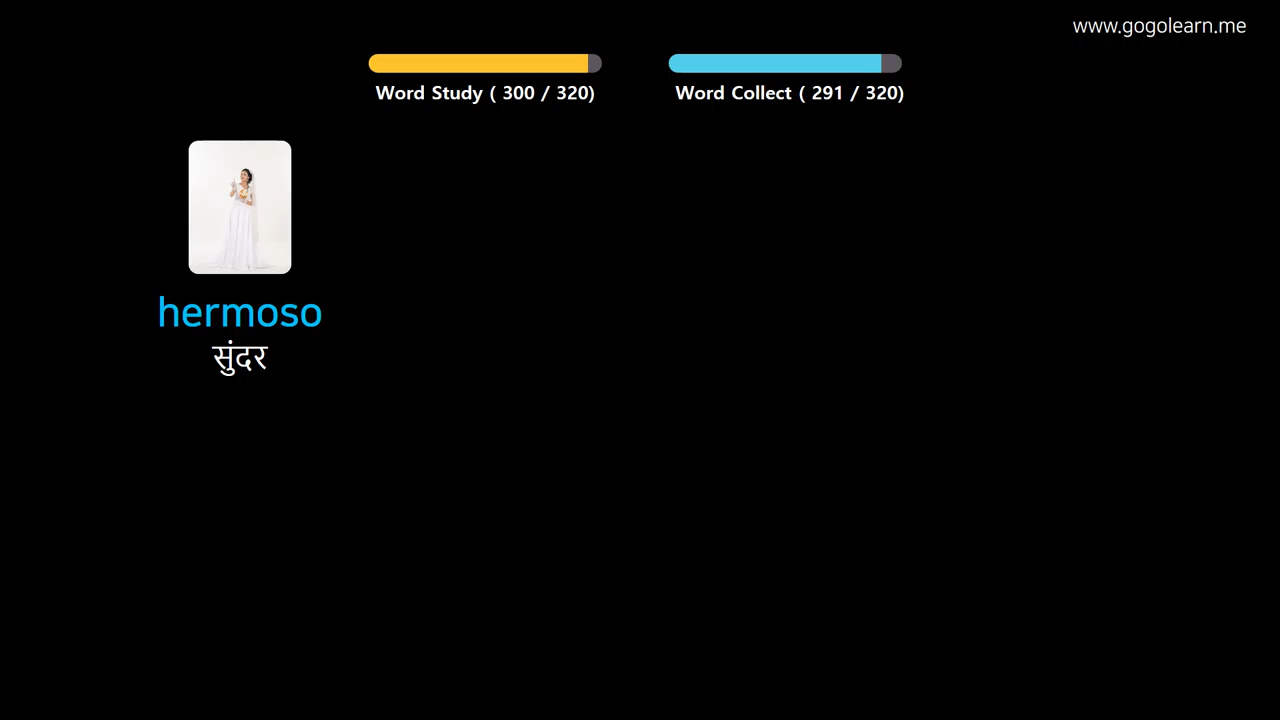 www.gogolearn.me
Word Study ( 300 / 320)
Word Collect ( 291 / 320)
hermoso
सुंदर